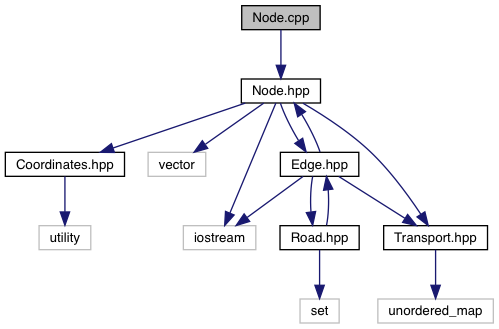 Node.cpp
Node.hpp
Coordinates.hpp
vector
Edge.hpp
utility
iostream
Road.hpp
Transport.hpp
set
unordered_map